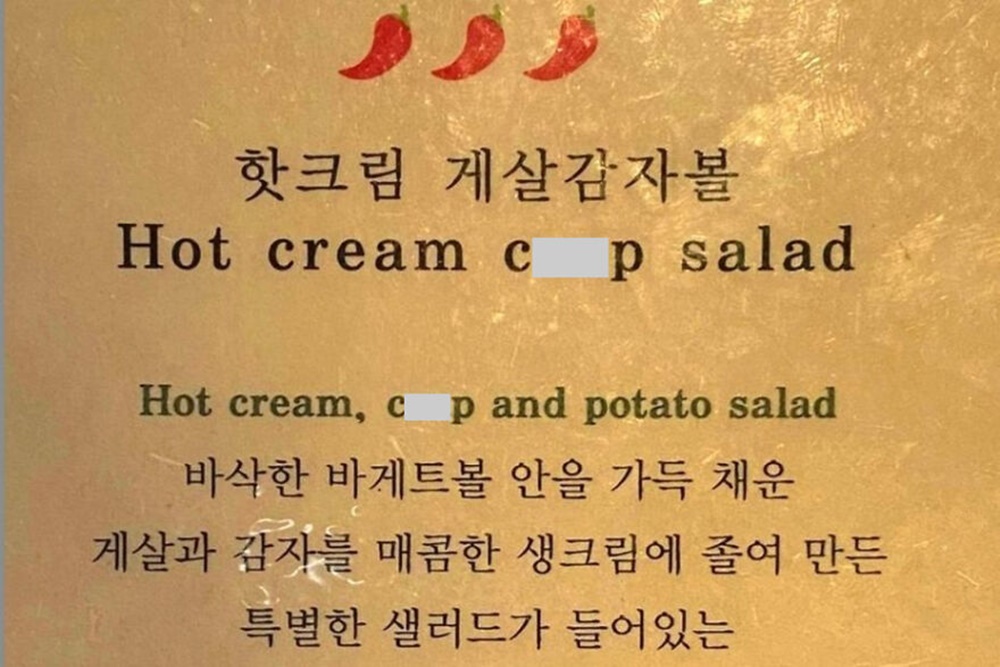 핫크림 게살감자볼
Hot cream salad
Hot cream, and potato salad
바삭한 바게트볼 안을 가득 채운
게살과 감자를 매콤한 생크림에 졸여 만든
특별한 샐러드가 들어있는